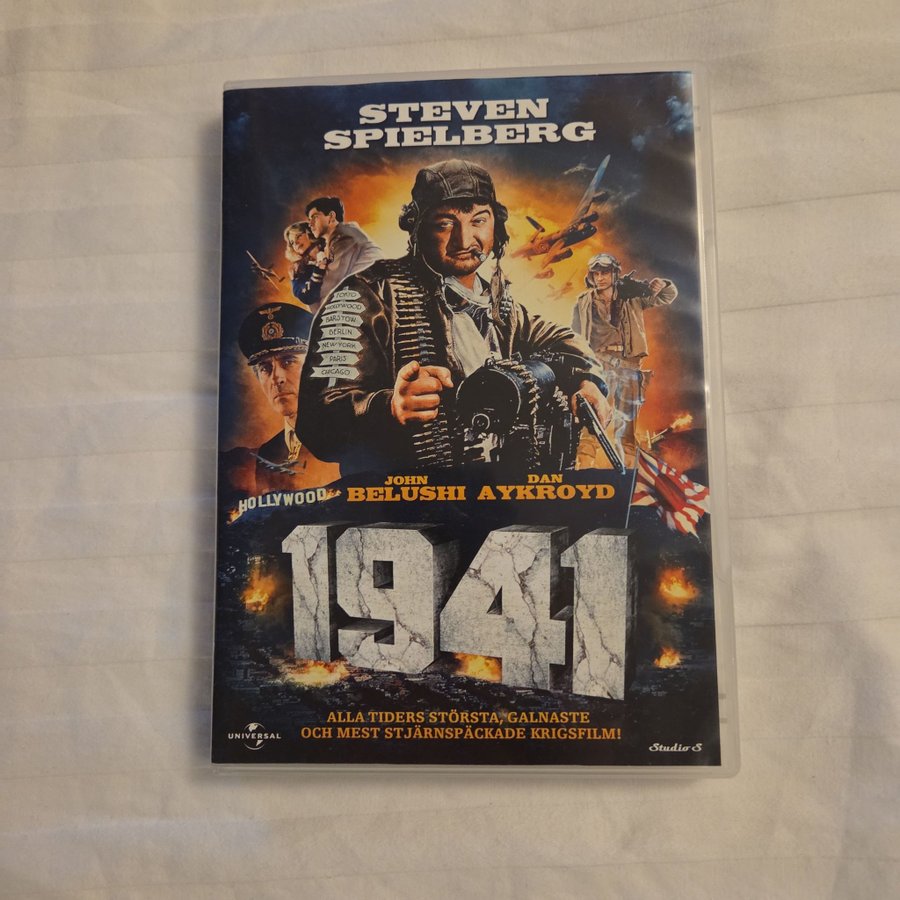 STEVEN
SPIELBERG
TOKYO
HOLLYWOOD
BARSTOW
BERLIN
NEW YORK
PARIS
CHICAGO
HOLLYWOOD
JOHN
BELUSHI
DAN
AYKROYD
1941
ALLA TIDERS STÖRSTA, GALNASTE
OCH MEST STJÄRNSPÄCKADE KRIGSFILM!
UNIVERSAL
Studio S